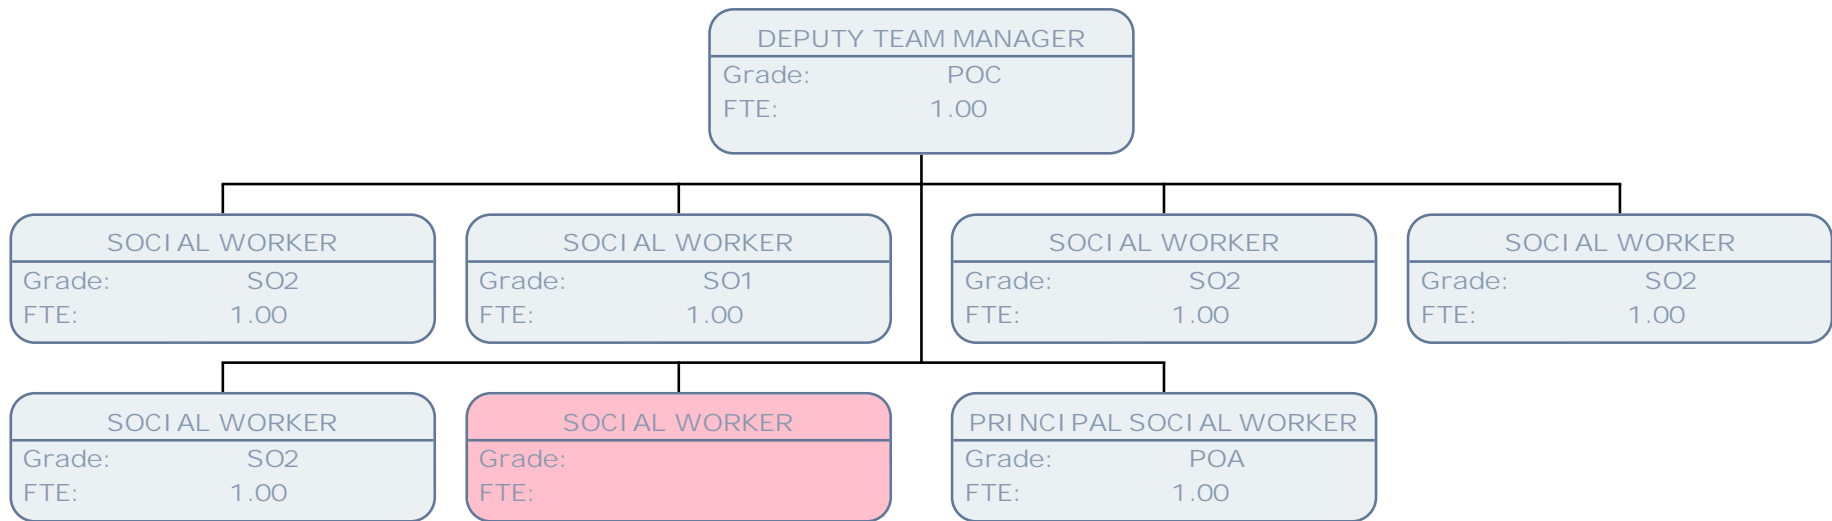 DEPUTY TEAM MANAGER
Grade: POC
FTE: 1.00
SOCIAL WORKER
Grade: SO2
FTE: 1.00
SOCIAL WORKER
Grade: SO1
FTE: 1.00
SOCIAL WORKER
Grade: SO2
FTE: 1.00
SOCIAL WORKER
Grade: SO2
FTE: 1.00
SOCIAL WORKER
Grade: SO2
FTE: 1.00
SOCIAL WORKER
Grade:
FTE:
PRINCIPAL SOCIAL WORKER
Grade: POA
FTE: 1.00